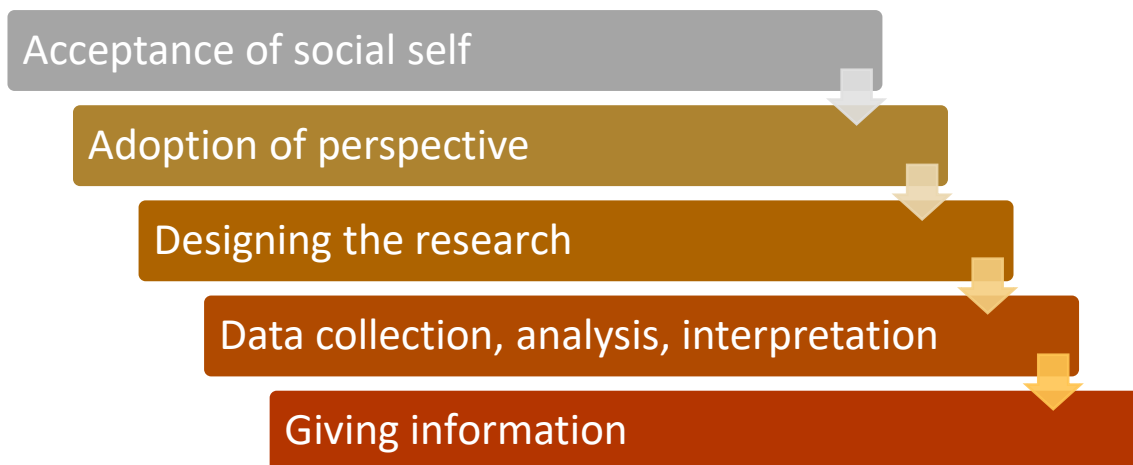 Acceptance of social self
Adoption of perspective
Designing the research
Data collection, analysis, interpretation
Giving information